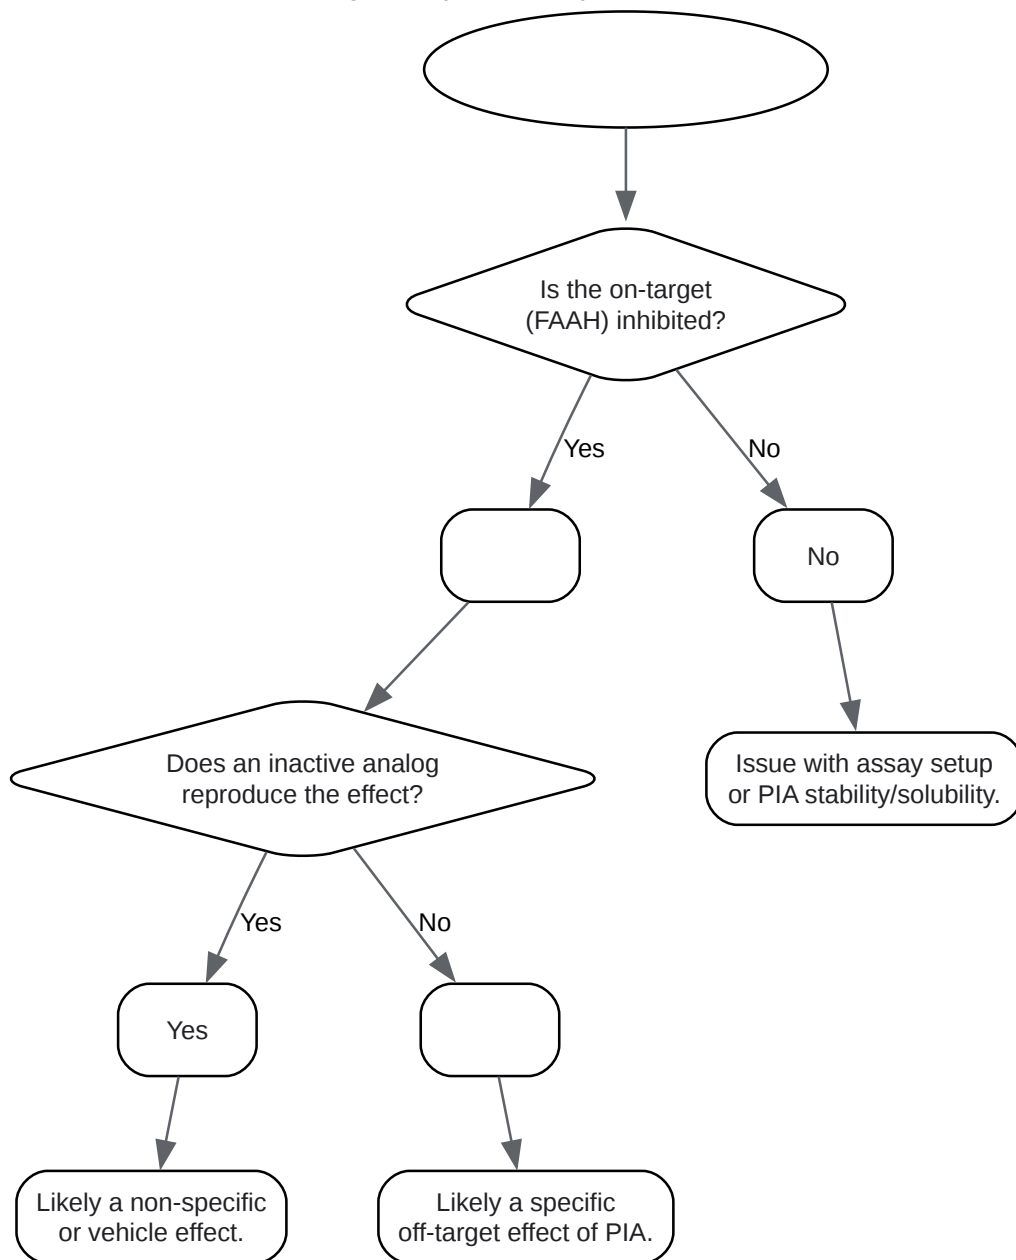 Is the on-target
(FAAH) inhibited?
Yes
No
No
Does an inactive analog
reproduce the effect?
Issue with assay setup
or PIA stability/solubility.
Yes
No
Yes
Likely a non-specific
or vehicle effect.
Likely a specific
off-target effect of PIA.